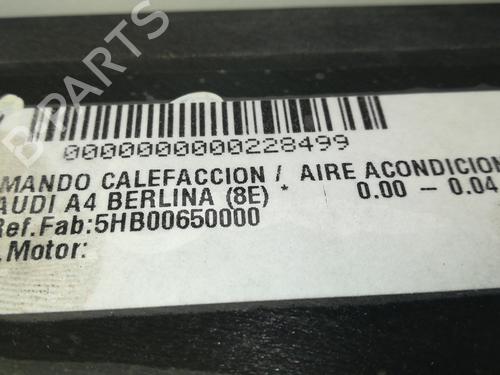 B-PARTS
0000000000228499
MANDO CALEFACCION / AIRE ACONDICION
AUDI A4 BERLINA (8E) * 0.00 - 0.04
Ref.Fab:5HB00650000
.Motor: